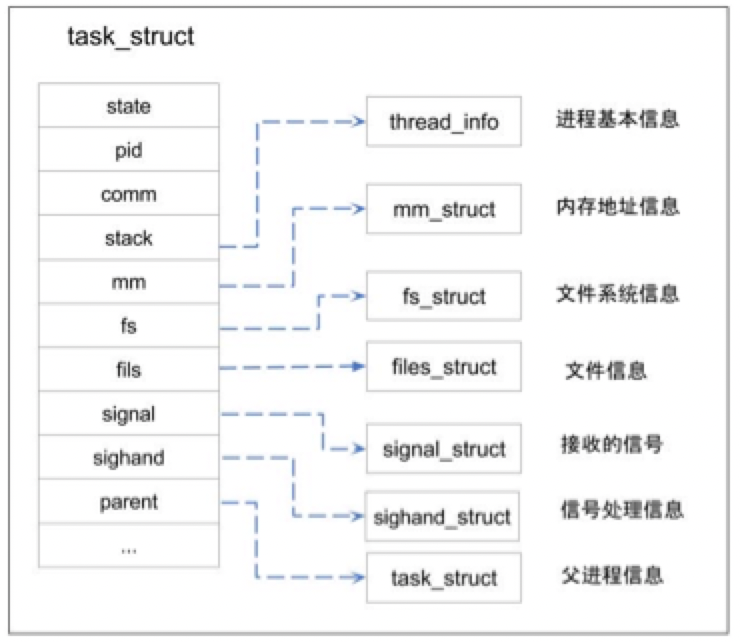 task_struct
state
pid
comm
stack
mm
fs
fils
signal
sighand
parent
...
thread_info 进程基本信息
mm_struct 内存地址信息
fs_struct 文件系统信息
files_struct 文件信息
signal_struct 接收的信号
sighand_struct 信号处理信息
task_struct 父进程信息